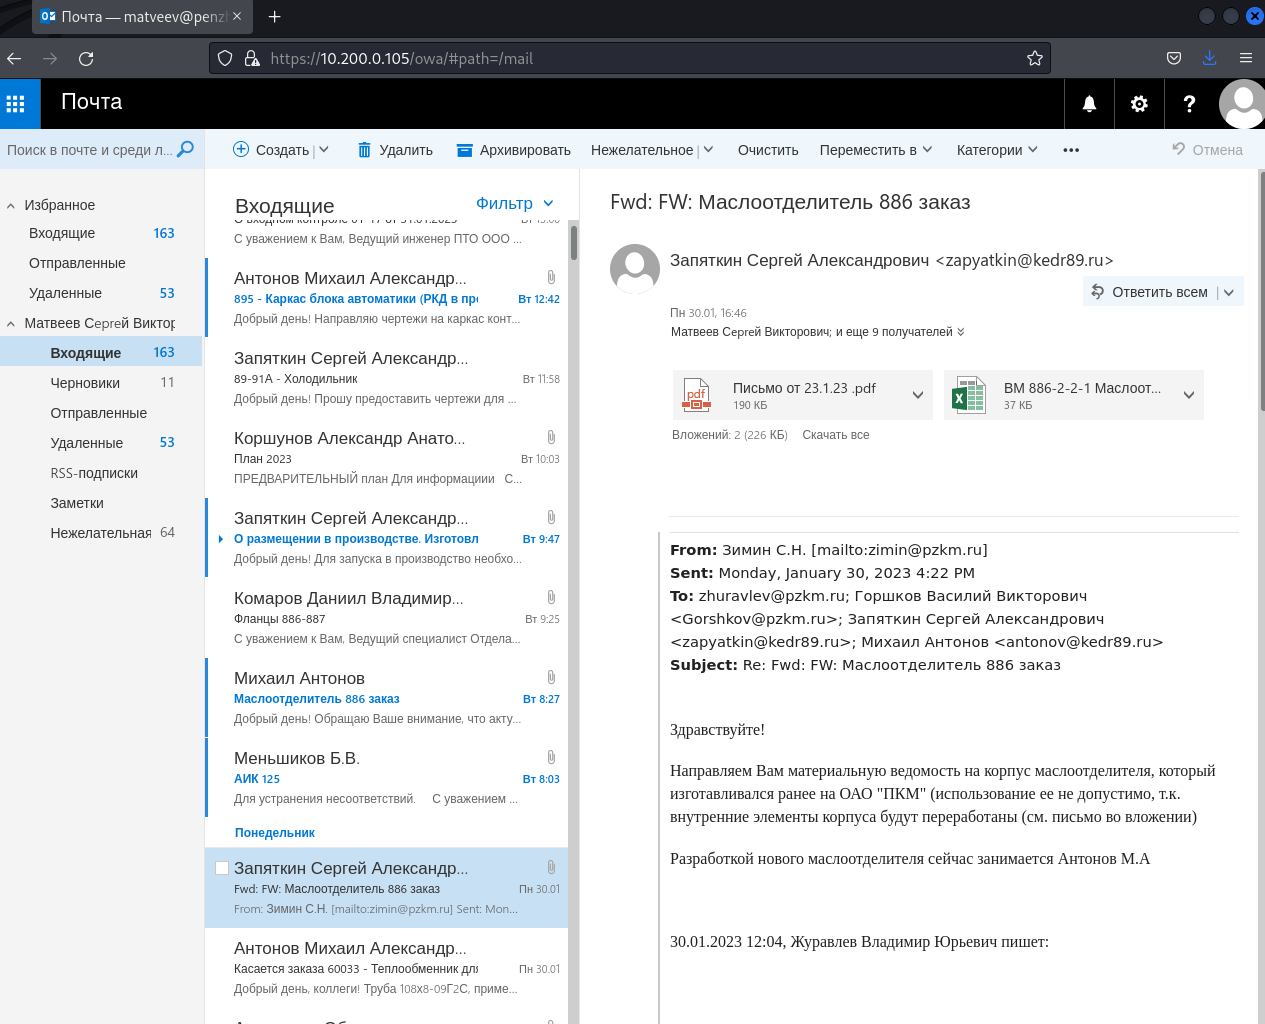 Почта — matveev@penz
https://10.200.0.105/owa/#path=/mail
Почта
Поиск в почте и среди л...
Создать
Удалить
Архивировать
Нежелательное
Очистить
Переместить в
Категории
Отмена
Избранное
Входящие 163
Отправленные
Удаленные 53
Матвеев Сергей Виктор
Входящие 163
Черновики 11
Отправленные
Удаленные 53
RSS-подписки
Заметки
Нежелательная 64
Входящие
Фильтр
С уважением к Вам, Ведущий инженер ПТО ООО ...
Антонов Михаил Александр...
895 - Каркас блока автоматики (РКД в про Вт 12:42
Добрый день! Направляю чертежи на каркас конт...
Запяткин Сергей Александр...
89-91А - Холодильник Вт 11:58
Добрый день! Прошу предоставить чертежи для ...
Коршунов Александр Анато...
План 2023 Вт 10:03
ПРЕДВАРИТЕЛЬНЫЙ план Для информациии С...
Запяткин Сергей Александр...
О размещении в производстве. Изготовл Вт 9:47
Добрый день! Для запуска в производство необхо...
Комаров Даниил Владимир...
Фланцы 886-887 Вт 9:25
С уважением к Вам, Ведущий специалист Отдела...
Михаил Антонов
Маслоотделитель 886 заказ Вт 8:27
Добрый день! Обращаю Ваше внимание, что акту...
Меньшиков Б.В.
АИК 125 Вт 8:03
Для устранения несоответствий. С уважением ...
Понедельник
Запяткин Сергей Александр...
Fwd: FW: Маслоотделитель 886 заказ Пн 30.01
From: Зимин С.Н. [mailto:zimin@pzkm.ru] Sent: Mon...
Антонов Михаил Александр...
Касается заказа 60033 - Теплообменник для Пн 30.01
Добрый день, коллеги! Труба 108х8-09Г2С, приме...
Fwd: FW: Маслоотделитель 886 заказ
Запяткин Сергей Александрович <zapyatkin@kedr89.ru>
Ответить всем
Пн 30.01, 16:46
Матвеев Сергей Викторович; и еще 9 получателей
Письмо от 23.1.23 .pdf
190 КБ
ВМ 886-2-2-1 Маслоот...
37 КБ
Вложений: 2 (226 КБ) Скачать все
From: Зимин С.Н. [mailto:zimin@pzkm.ru]
Sent: Monday, January 30, 2023 4:22 PM
To: zhuravlev@pzkm.ru; Горшков Василий Викторович
<Gorshkov@pzkm.ru>; Запяткин Сергей Александрович
<zapyatkin@kedr89.ru>; Михаил Антонов <antonov@kedr89.ru>
Subject: Re: Fwd: FW: Маслоотделитель 886 заказ
Здравствуйте!
Направляем Вам материальную ведомость на корпус маслоотделителя, который
изготавливался ранее на ОАО "ПКМ" (использование ее не допустимо, т.к.
внутренние элементы корпуса будут переработаны (см. письмо во вложении)
Разработкой нового маслоотделителя сейчас занимается Антонов М.А
30.01.2023 12:04, Журавлев Владимир Юрьевич пишет: